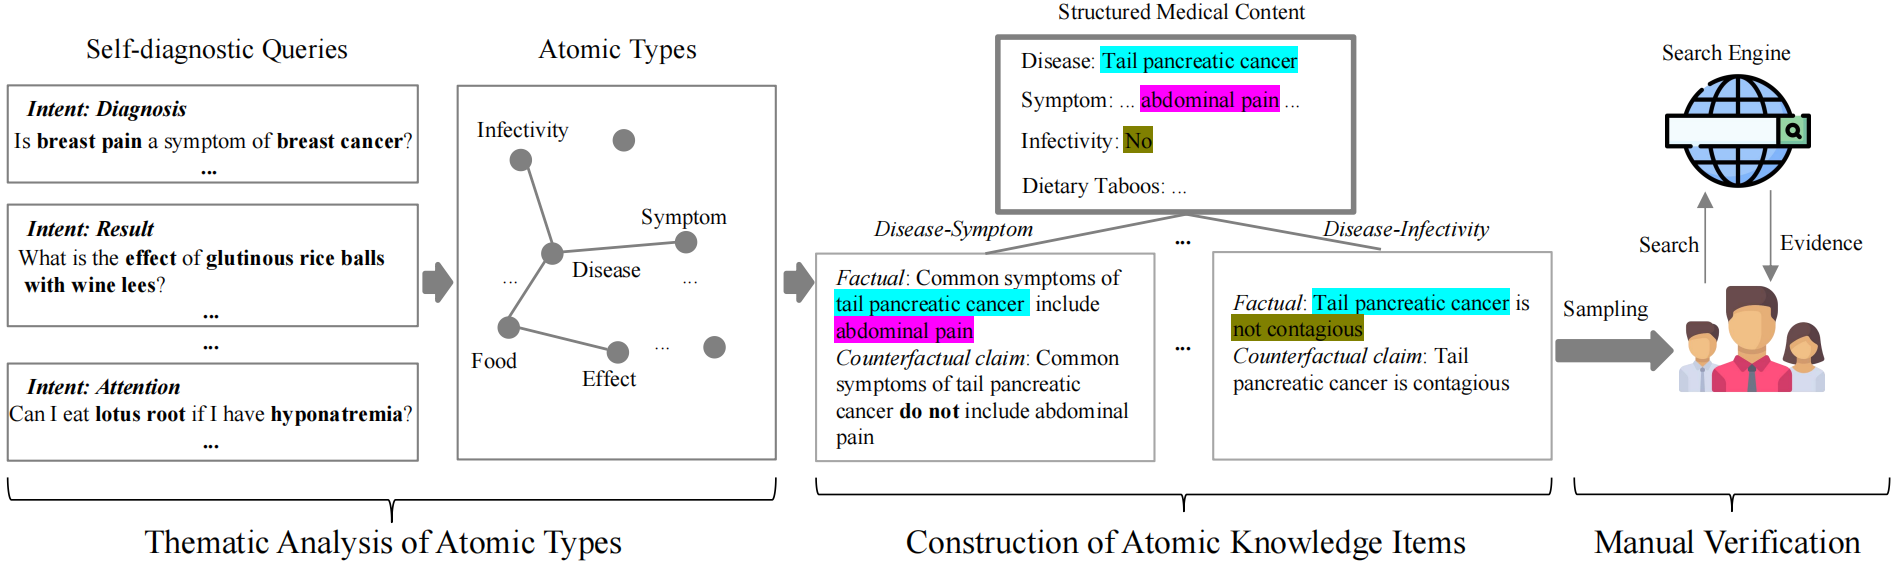 Self-diagnostic Queries
Intent: Diagnosis
Is breast pain a symptom of breast cancer?
...
Intent: Result
What is the effect of glutinous rice balls
with wine lees?
...
...
Intent: Attention
Can I eat lotus root if I have hyponatremia?
...
Atomic Types
Infectivity
Symptom
Disease
...
...
Food
...
Effect
Structured Medical Content
Disease: Tail pancreatic cancer
Symptom: ... abdominal pain ...
Infectivity: No
Dietary Taboos: ...
Disease-Symptom
...
Disease-Infectivity
Factual: Common symptoms of
tail pancreatic cancer include
abdominal pain
Counterfactual claim: Common
symptoms of tail pancreatic
cancer do not include abdominal
pain
...
Factual: Tail pancreatic cancer is
not contagious
Counterfactual claim: Tail
pancreatic cancer is contagious
Search Engine
Search
Evidence
Sampling
Thematic Analysis of Atomic Types
Construction of Atomic Knowledge Items
Manual Verification